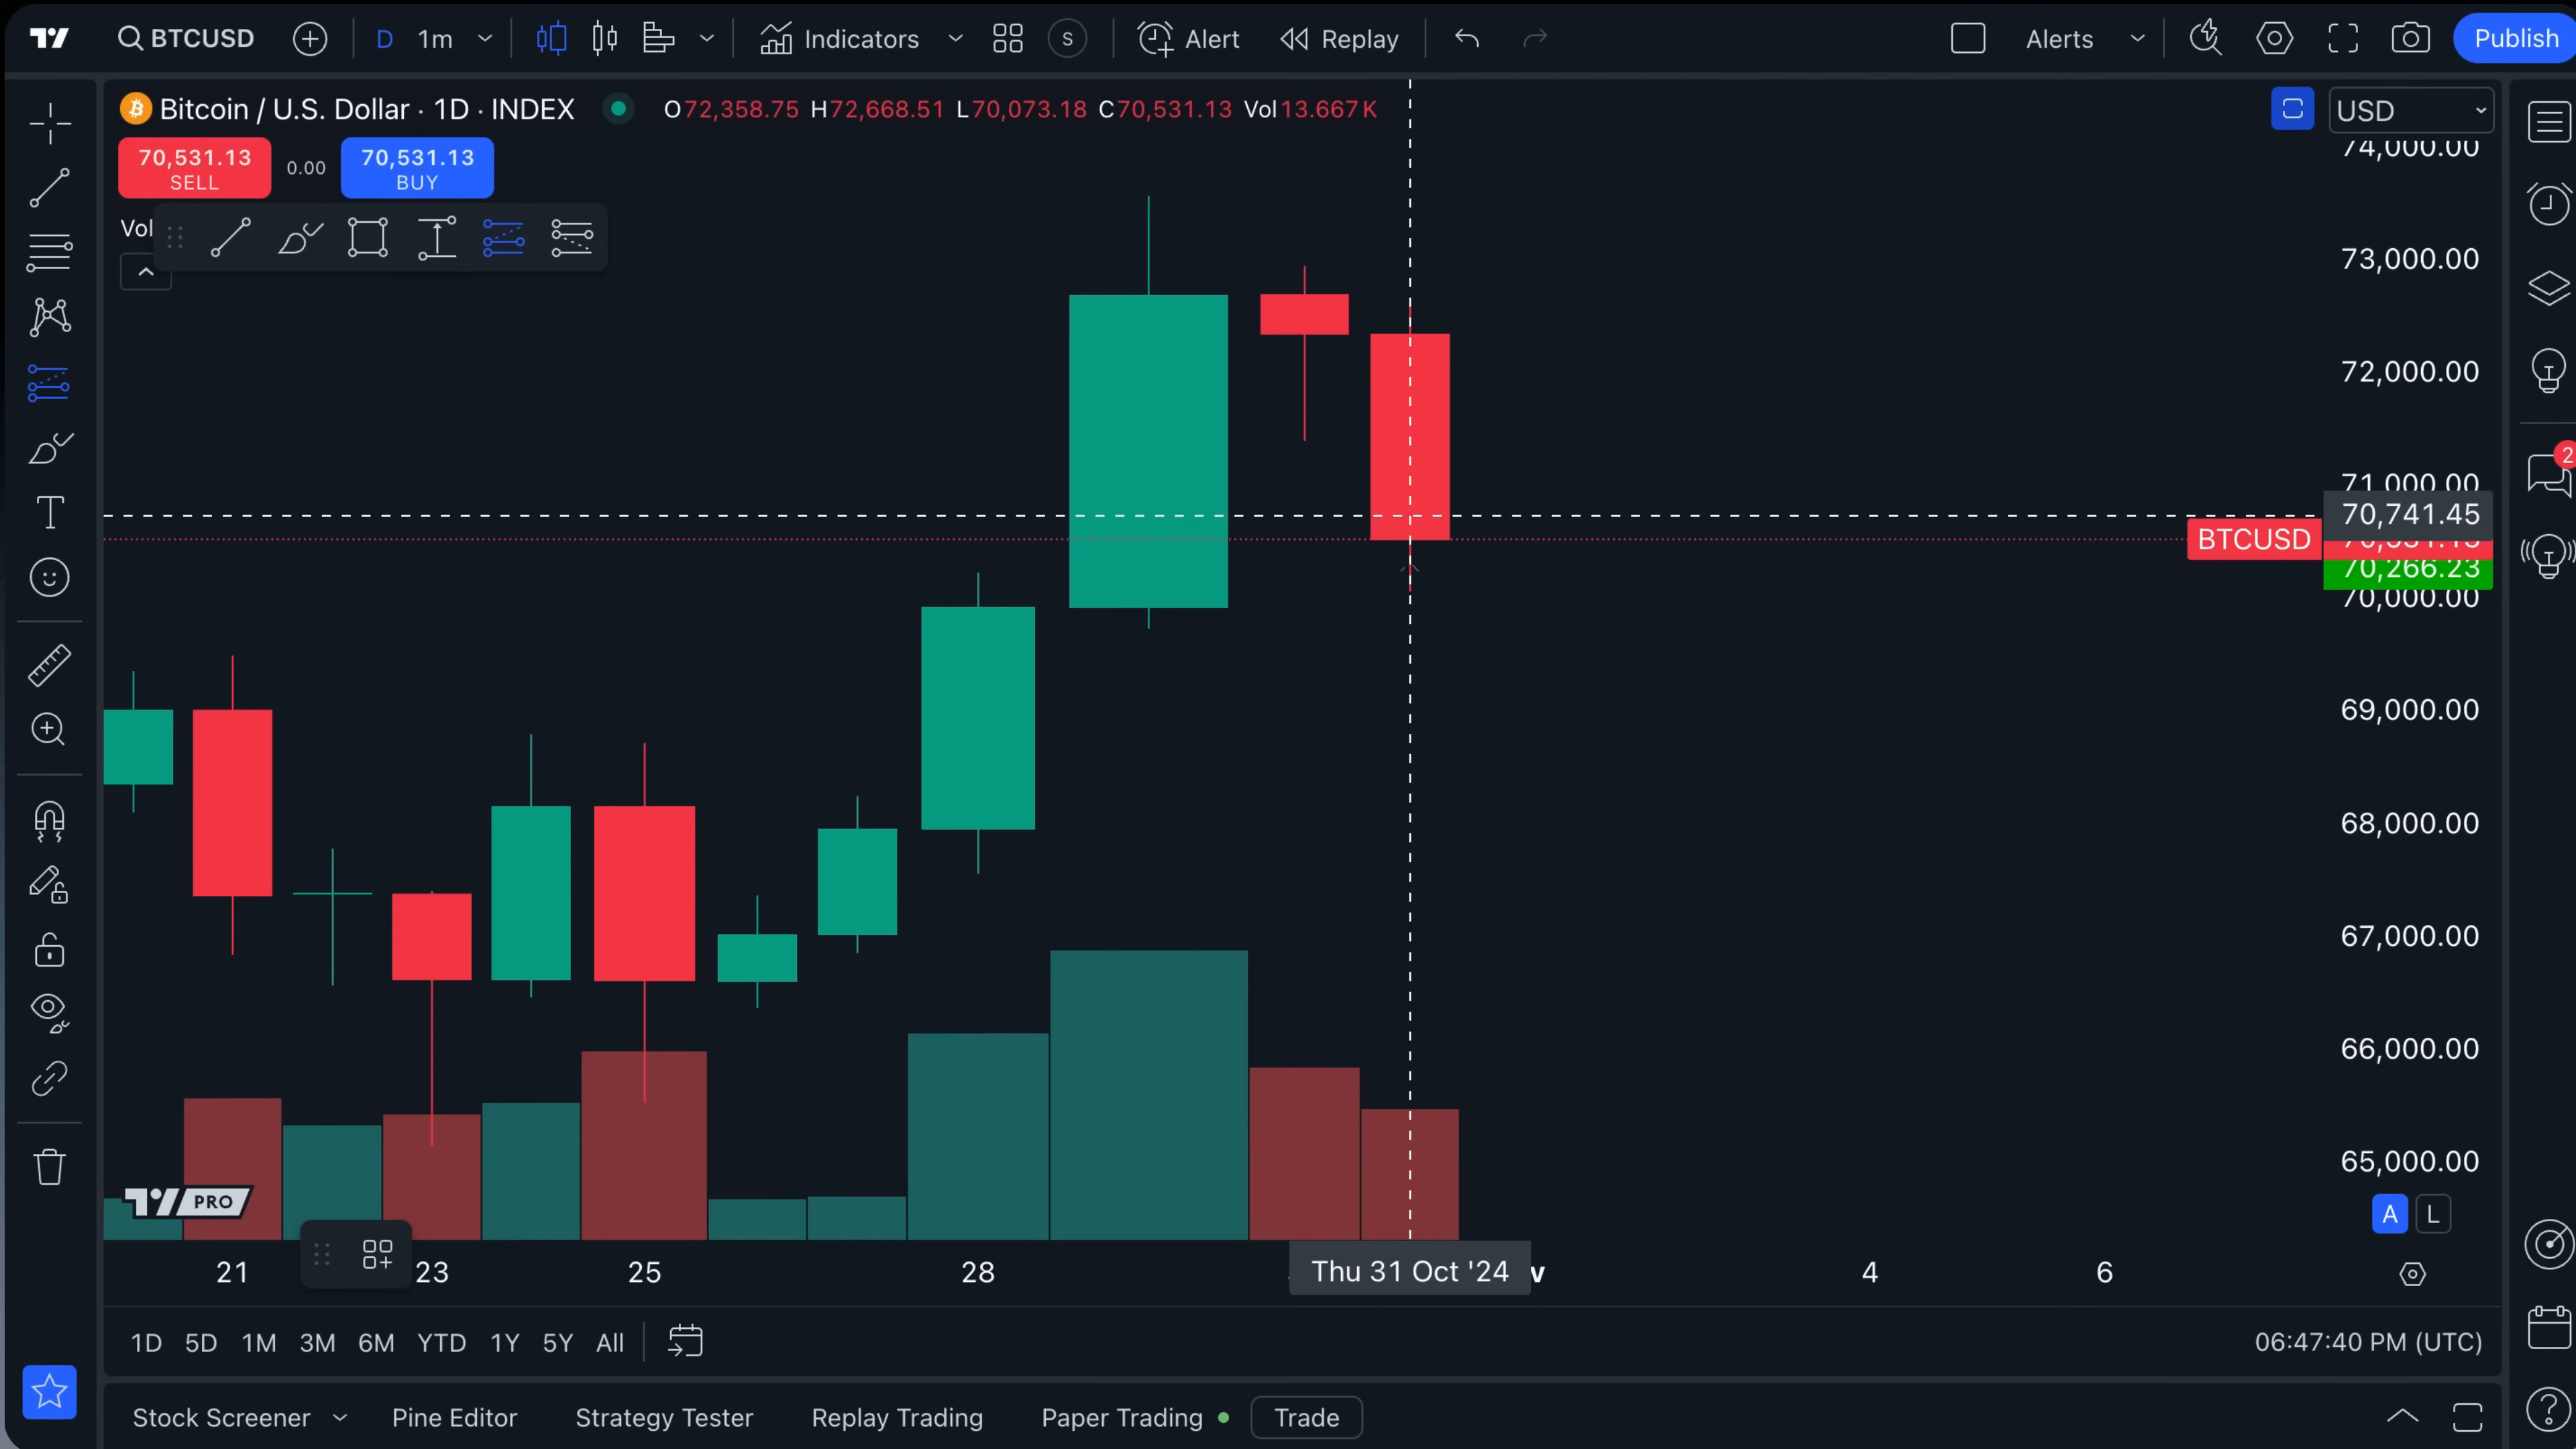 BTCUSD D 1m Indicators S Alert Replay Alerts Publish
Bitcoin / U.S. Dollar · 1D · INDEX O72,358.75 H72,668.51 L70,073.18 C70,531.13 Vol13.667K USD
70,531.13 SELL
0.00
70,531.13 BUY
Vol
74,000.00
73,000.00
72,000.00
71,000.00
70,741.45
BTCUSD
70,266.23
70,000.00
69,000.00
68,000.00
67,000.00
66,000.00
65,000.00
2
PRO
A L
21 23 25 28 Thu 31 Oct '24 v 4 6
1D 5D 1M 3M 6M YTD 1Y 5Y All 06:47:40 PM (UTC)
Stock Screener Pine Editor Strategy Tester Replay Trading Paper Trading Trade